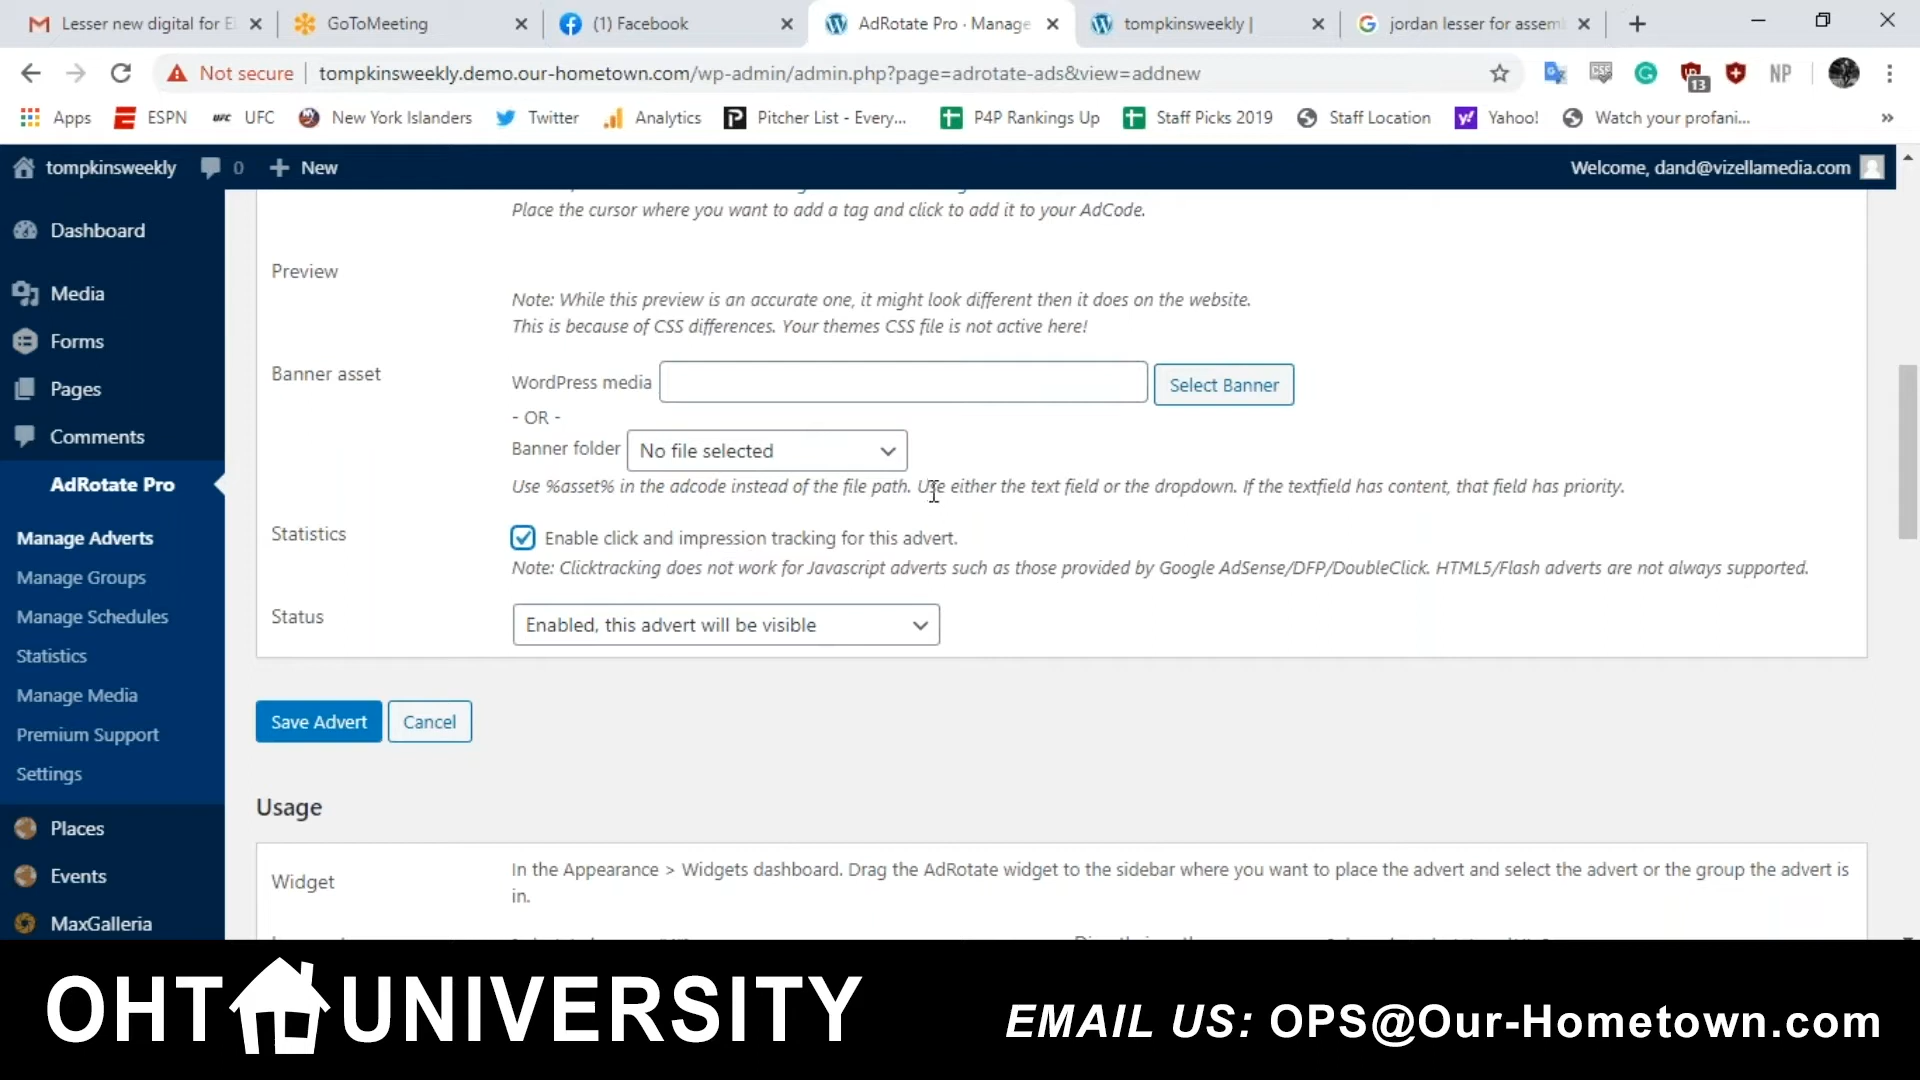 Lesser new digital for E
GoToMeeting
(1) Facebook
AdRotate Pro · Manage
tompkinsweekly |
jordan lesser for assem
Not secure
tompkinsweekly.demo.our-hometown.com/wp-admin/admin.php?page=adrotate-ads&view=addnew
13
NP
Apps
ESPN
UFC
New York Islanders
Twitter
Analytics
Pitcher List - Every...
P4P Rankings Up
Staff Picks 2019
Staff Location
Yahoo!
Watch your profani...
»
tompkinsweekly
0
New
Welcome, dand@vizellamedia.com
Dashboard
Media
Forms
Pages
Comments
AdRotate Pro
Manage Adverts
Manage Groups
Manage Schedules
Statistics
Manage Media
Premium Support
Settings
Places
Events
MaxGalleria
Place the cursor where you want to add a tag and click to add it to your AdCode.
Preview
Note: While this preview is an accurate one, it might look different then it does on the website.
This is because of CSS differences. Your themes CSS file is not active here!
Banner asset
WordPress media
Select Banner
- OR -
Banner folder
No file selected
Use %asset% in the adcode instead of the file path. Use either the text field or the dropdown. If the textfield has content, that field has priority.
Statistics
Enable click and impression tracking for this advert.
Note: Clicktracking does not work for Javascript adverts such as those provided by Google AdSense/DFP/DoubleClick. HTML5/Flash adverts are not always supported.
Status
Enabled, this advert will be visible
Save Advert
Cancel
Usage
Widget
In the Appearance > Widgets dashboard. Drag the AdRotate widget to the sidebar where you want to place the advert and select the advert or the group the advert is
in.
OHT UNIVERSITY
EMAIL US: OPS@Our-Hometown.com